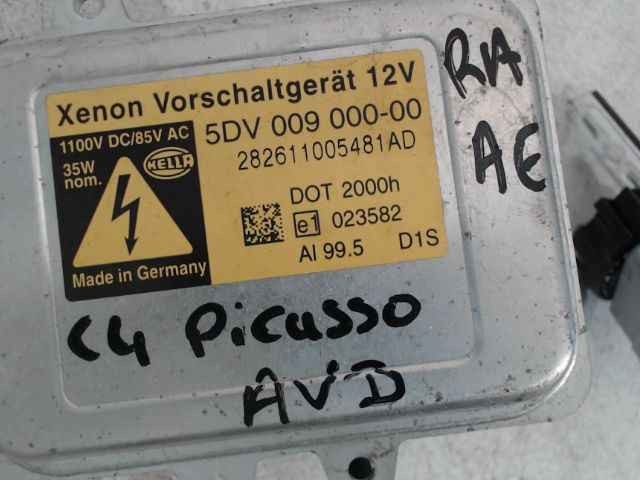 Xenon Vorschaltgerät 12V
1100V DC/85V AC
35W
nom.
HELLA
5DV 009 000-00
282611005481AD
DOT 2000h
e1 023582
Al 99.5 D1S
Made in Germany
RA
AE
C4 Picasso
AVD